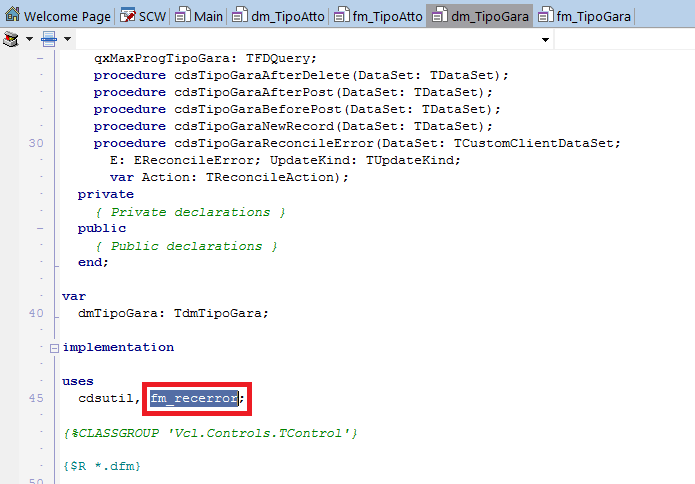 Welcome Page SCW Main dm_TipoAtto fm_TipoAtto dm_TipoGara fm_TipoGara
qxMaxProgTipoGara: TFDQuery;
procedure cdsTipoGaraAfterDelete(DataSet: TDataSet);
procedure cdsTipoGaraAfterPost(DataSet: TDataSet);
procedure cdsTipoGaraBeforePost(DataSet: TDataSet);
procedure cdsTipoGaraNewRecord(DataSet: TDataSet);
30 procedure cdsTipoGaraReconcileError(DataSet: TCustomClientDataSet;
E: EReconcileError; UpdateKind: TUpdateKind;
var Action: TReconcileAction);
private
{ Private declarations }
public
{ Public declarations }
end;
var
40 dmTipoGara: TdmTipoGara;
implementation
uses
45 cdsutil, fm_recerror;
{%CLASSGROUP 'Vcl.Controls.TControl'}
{$R *.dfm}
50